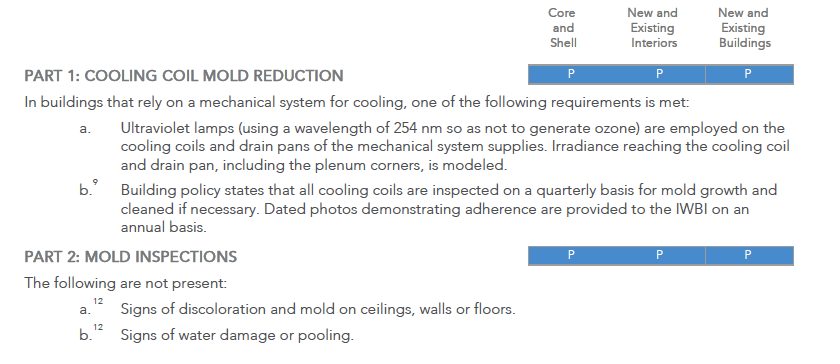 Core and Shell New and Existing Interiors New and Existing Buildings
PART 1: COOLING COIL MOLD REDUCTION P P P
In buildings that rely on a mechanical system for cooling, one of the following requirements is met:
a. Ultraviolet lamps (using a wavelength of 254 nm so as not to generate ozone) are employed on the
cooling coils and drain pans of the mechanical system supplies. Irradiance reaching the cooling coil
and drain pan, including the plenum corners, is modeled.
b.9 Building policy states that all cooling coils are inspected on a quarterly basis for mold growth and
cleaned if necessary. Dated photos demonstrating adherence are provided to the IWBI on an
annual basis.
PART 2: MOLD INSPECTIONS P P P
The following are not present:
a.12 Signs of discoloration and mold on ceilings, walls or floors.
b.12 Signs of water damage or pooling.